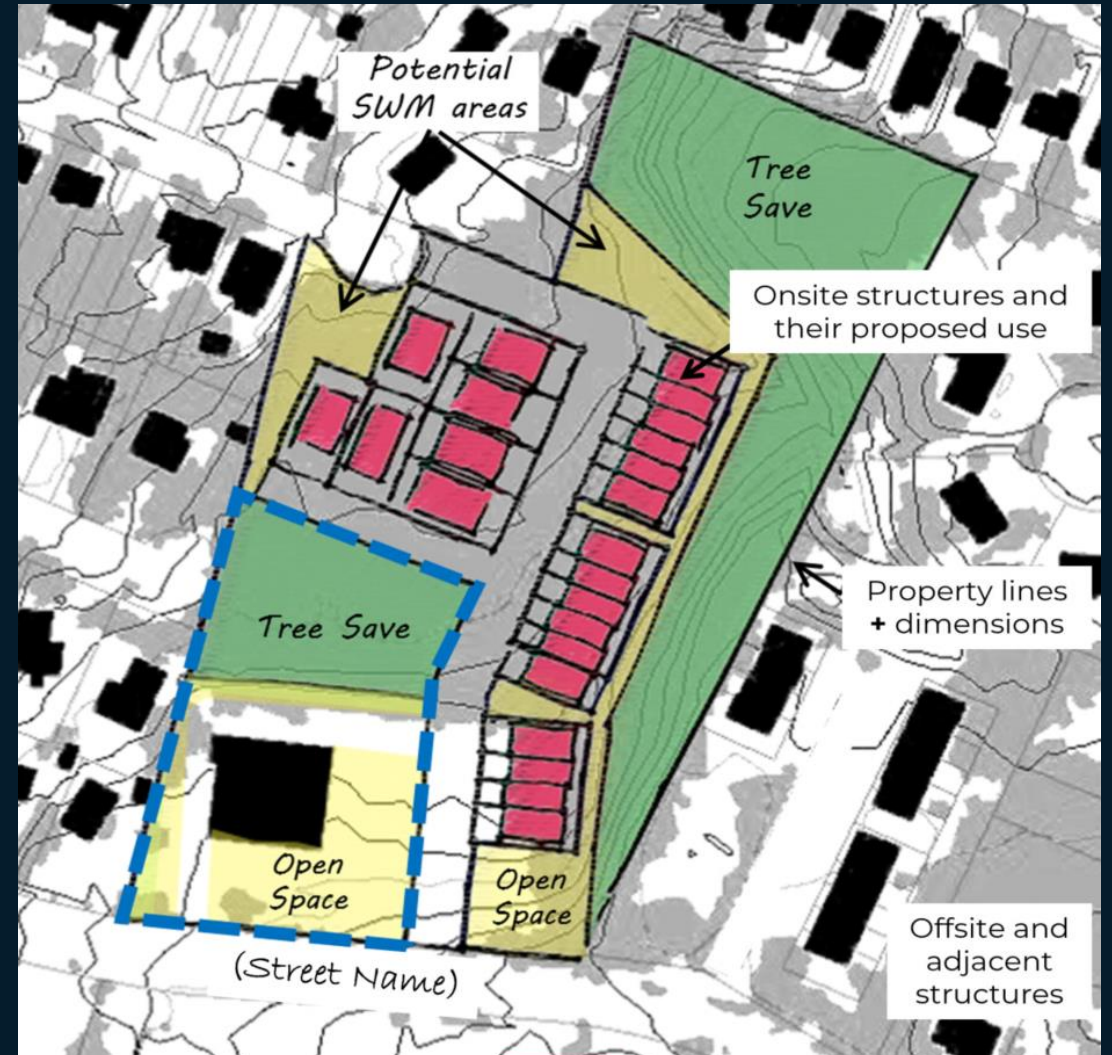 Potential
SWM areas
Tree
Save
Onsite structures and
their proposed use
Property lines
+ dimensions
Tree Save
Open
Space
Open
Space
(Street Name)
Offsite and
adjacent
structures